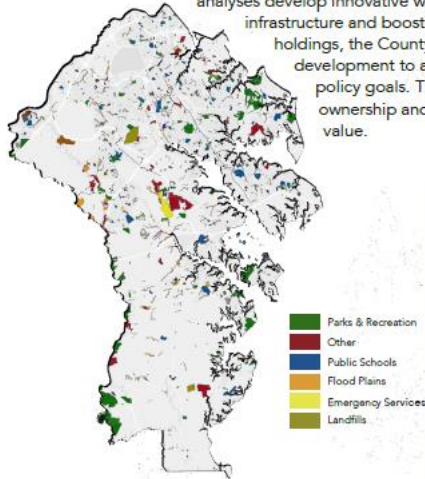 analyses develop innovative w
infrastructure and boost
holdings, the County
development to a
policy goals. T
ownership and
value.
Parks & Recreation
Other
Public Schools
Flood Plains
Emergency Services
Landfills